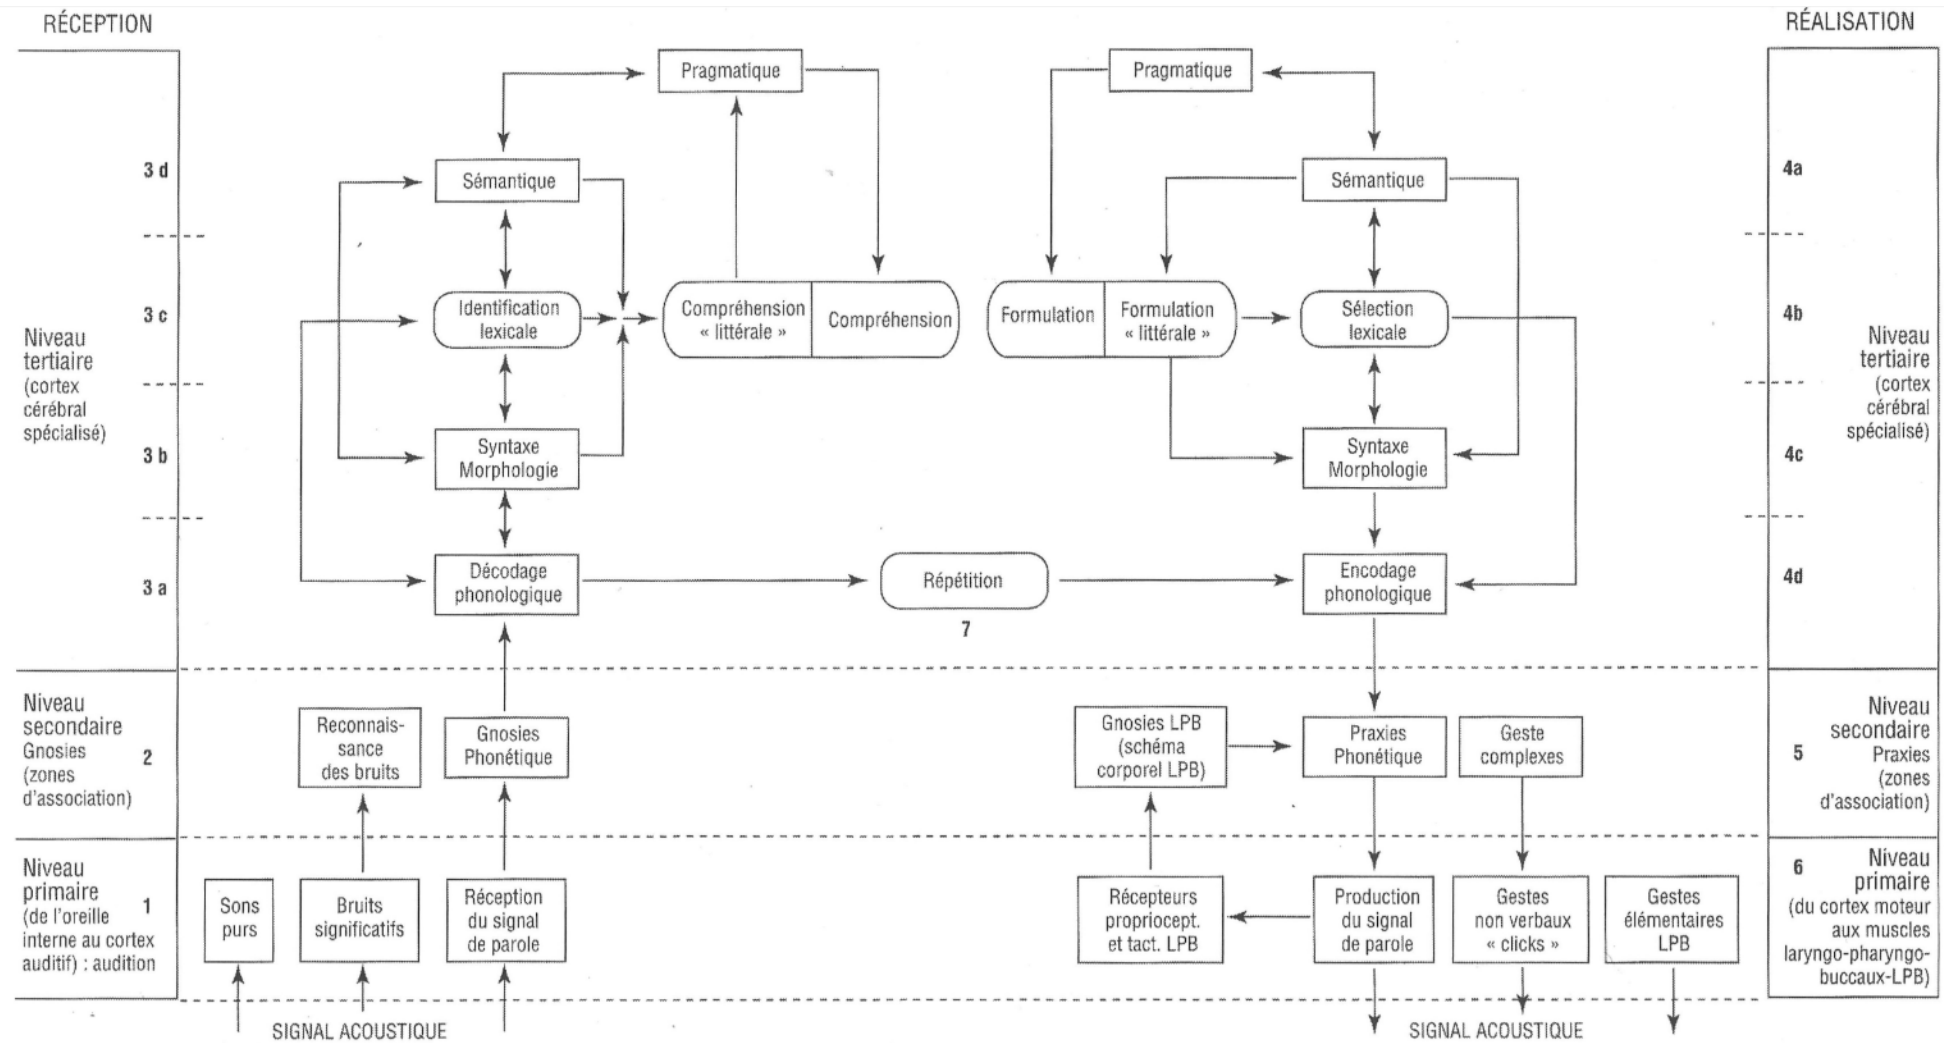 RÉCEPTION
RÉALISATION
Pragmatique
Pragmatique
3 d
Sémantique
Sémantique
4a
Niveau
tertiaire
(cortex
cérébral
spécialisé)
3 c
Identification
lexicale
Compréhension
« littérale »
Compréhension
Formulation
Formulation
« littérale »
Sélection
lexicale
4b
Niveau
tertiaire
(cortex
cérébral
spécialisé)
3 b
Syntaxe
Morphologie
Syntaxe
Morphologie
4c
3 a
Décodage
phonologique
Répétition
7
Encodage
phonologique
4d
Niveau
secondaire
Gnosies
(zones
d'association)
2
Reconnais-
sance
des bruits
Gnosies
Phonétique
Gnosies LPB
(schéma
corporel LPB)
Praxies
Phonétique
Geste
complexes
5
Niveau
secondaire
Praxies
(zones
d'association)
Niveau
primaire
(de l'oreille
interne au cortex
auditif) : audition
1
Sons
purs
Bruits
significatifs
Réception
du signal
de parole
Récepteurs
propriocept.
et tact. LPB
Production
du signal
de parole
Gestes
non verbaux
« clicks »
Gestes
élémentaires
LPB
6
Niveau
primaire
(du cortex moteur
aux muscles
laryngo-pharyngo-
buccaux-LPB)
SIGNAL ACOUSTIQUE
SIGNAL ACOUSTIQUE